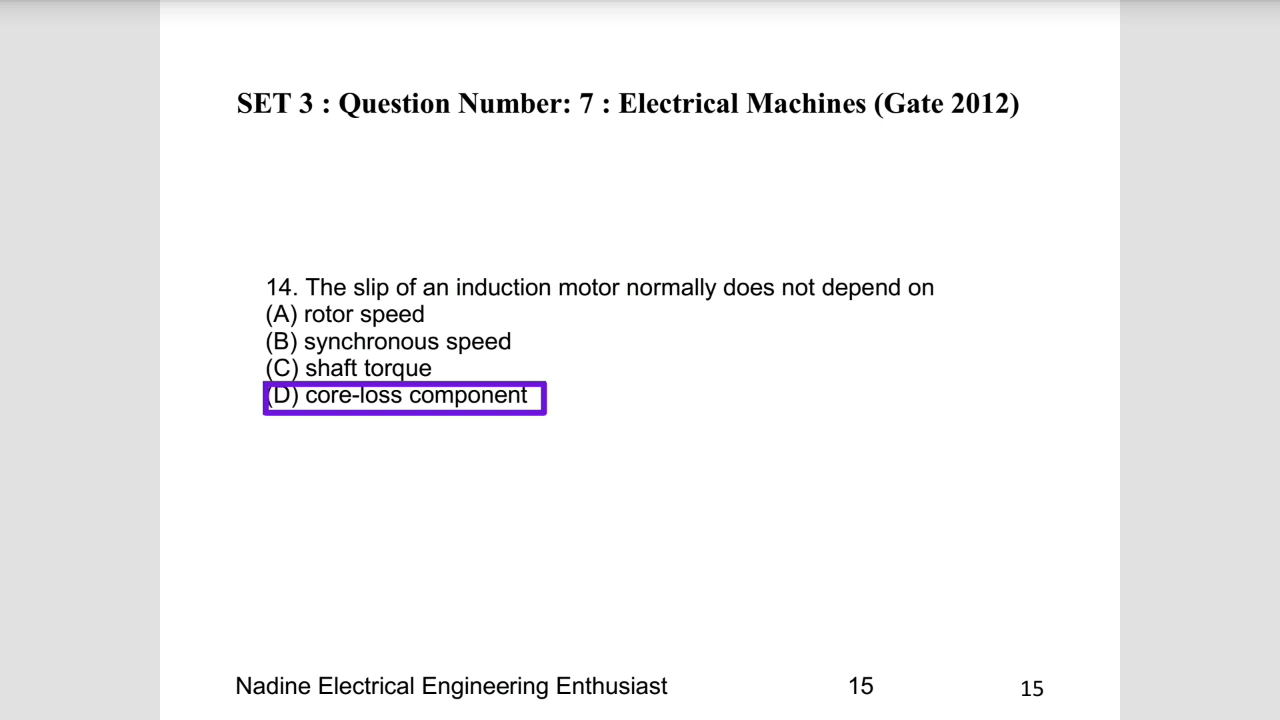 SET 3 : Question Number: 7 : Electrical Machines (Gate 2012)
14. The slip of an induction motor normally does not depend on
(A) rotor speed
(B) synchronous speed
(C) shaft torque
(D) core-loss component
Nadine Electrical Engineering Enthusiast 15 15